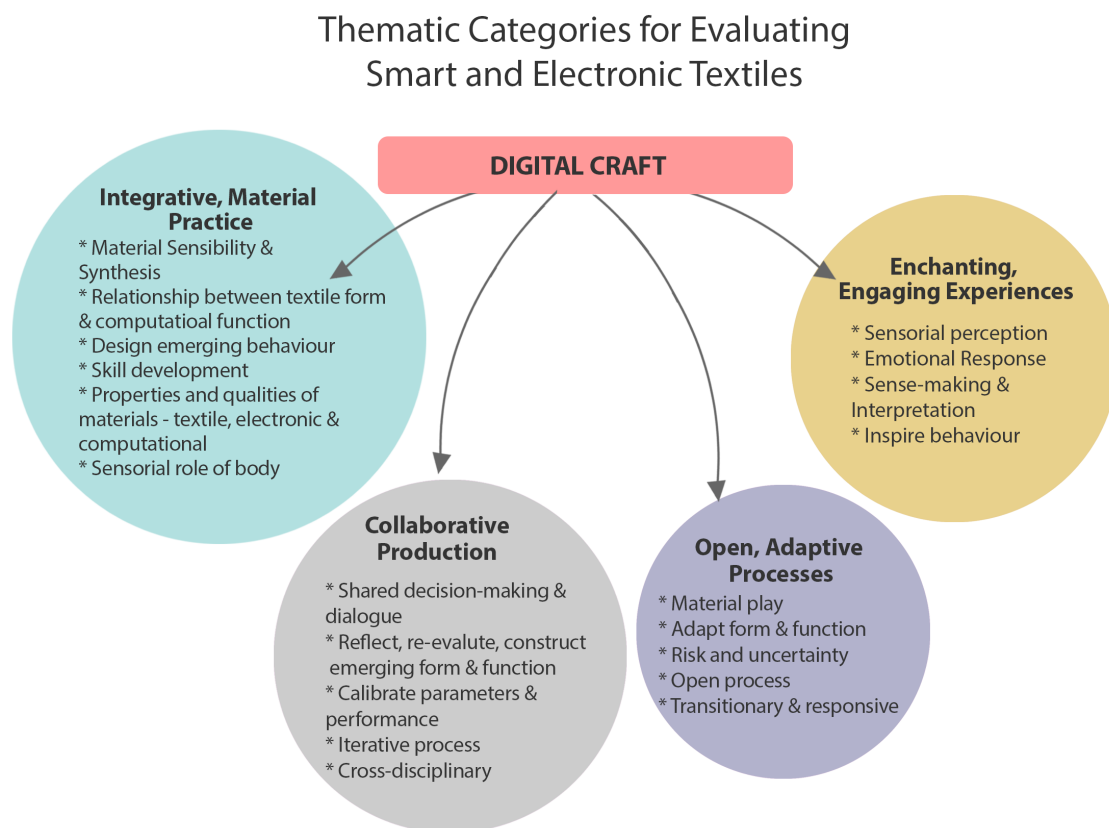 Thematic Categories for Evaluating
Smart and Electronic Textiles
DIGITAL CRAFT
Integrative, Material
Practice
* Material Sensibility &
Synthesis
* Relationship between textile form
& computatioal function
* Design emerging behaviour
* Skill development
* Properties and qualities of
materials - textile, electronic &
computational
* Sensorial role of body
Collaborative
Production
* Shared decision-making &
dialogue
* Reflect, re-evalute, construct
emerging form & function
* Calibrate parameters &
performance
* Iterative process
* Cross-disciplinary
Open, Adaptive
Processes
* Material play
* Adapt form & function
* Risk and uncertainty
* Open process
* Transitionary & responsive
Enchanting,
Engaging Experiences
* Sensorial perception
* Emotional Response
* Sense-making &
Interpretation
* Inspire behaviour